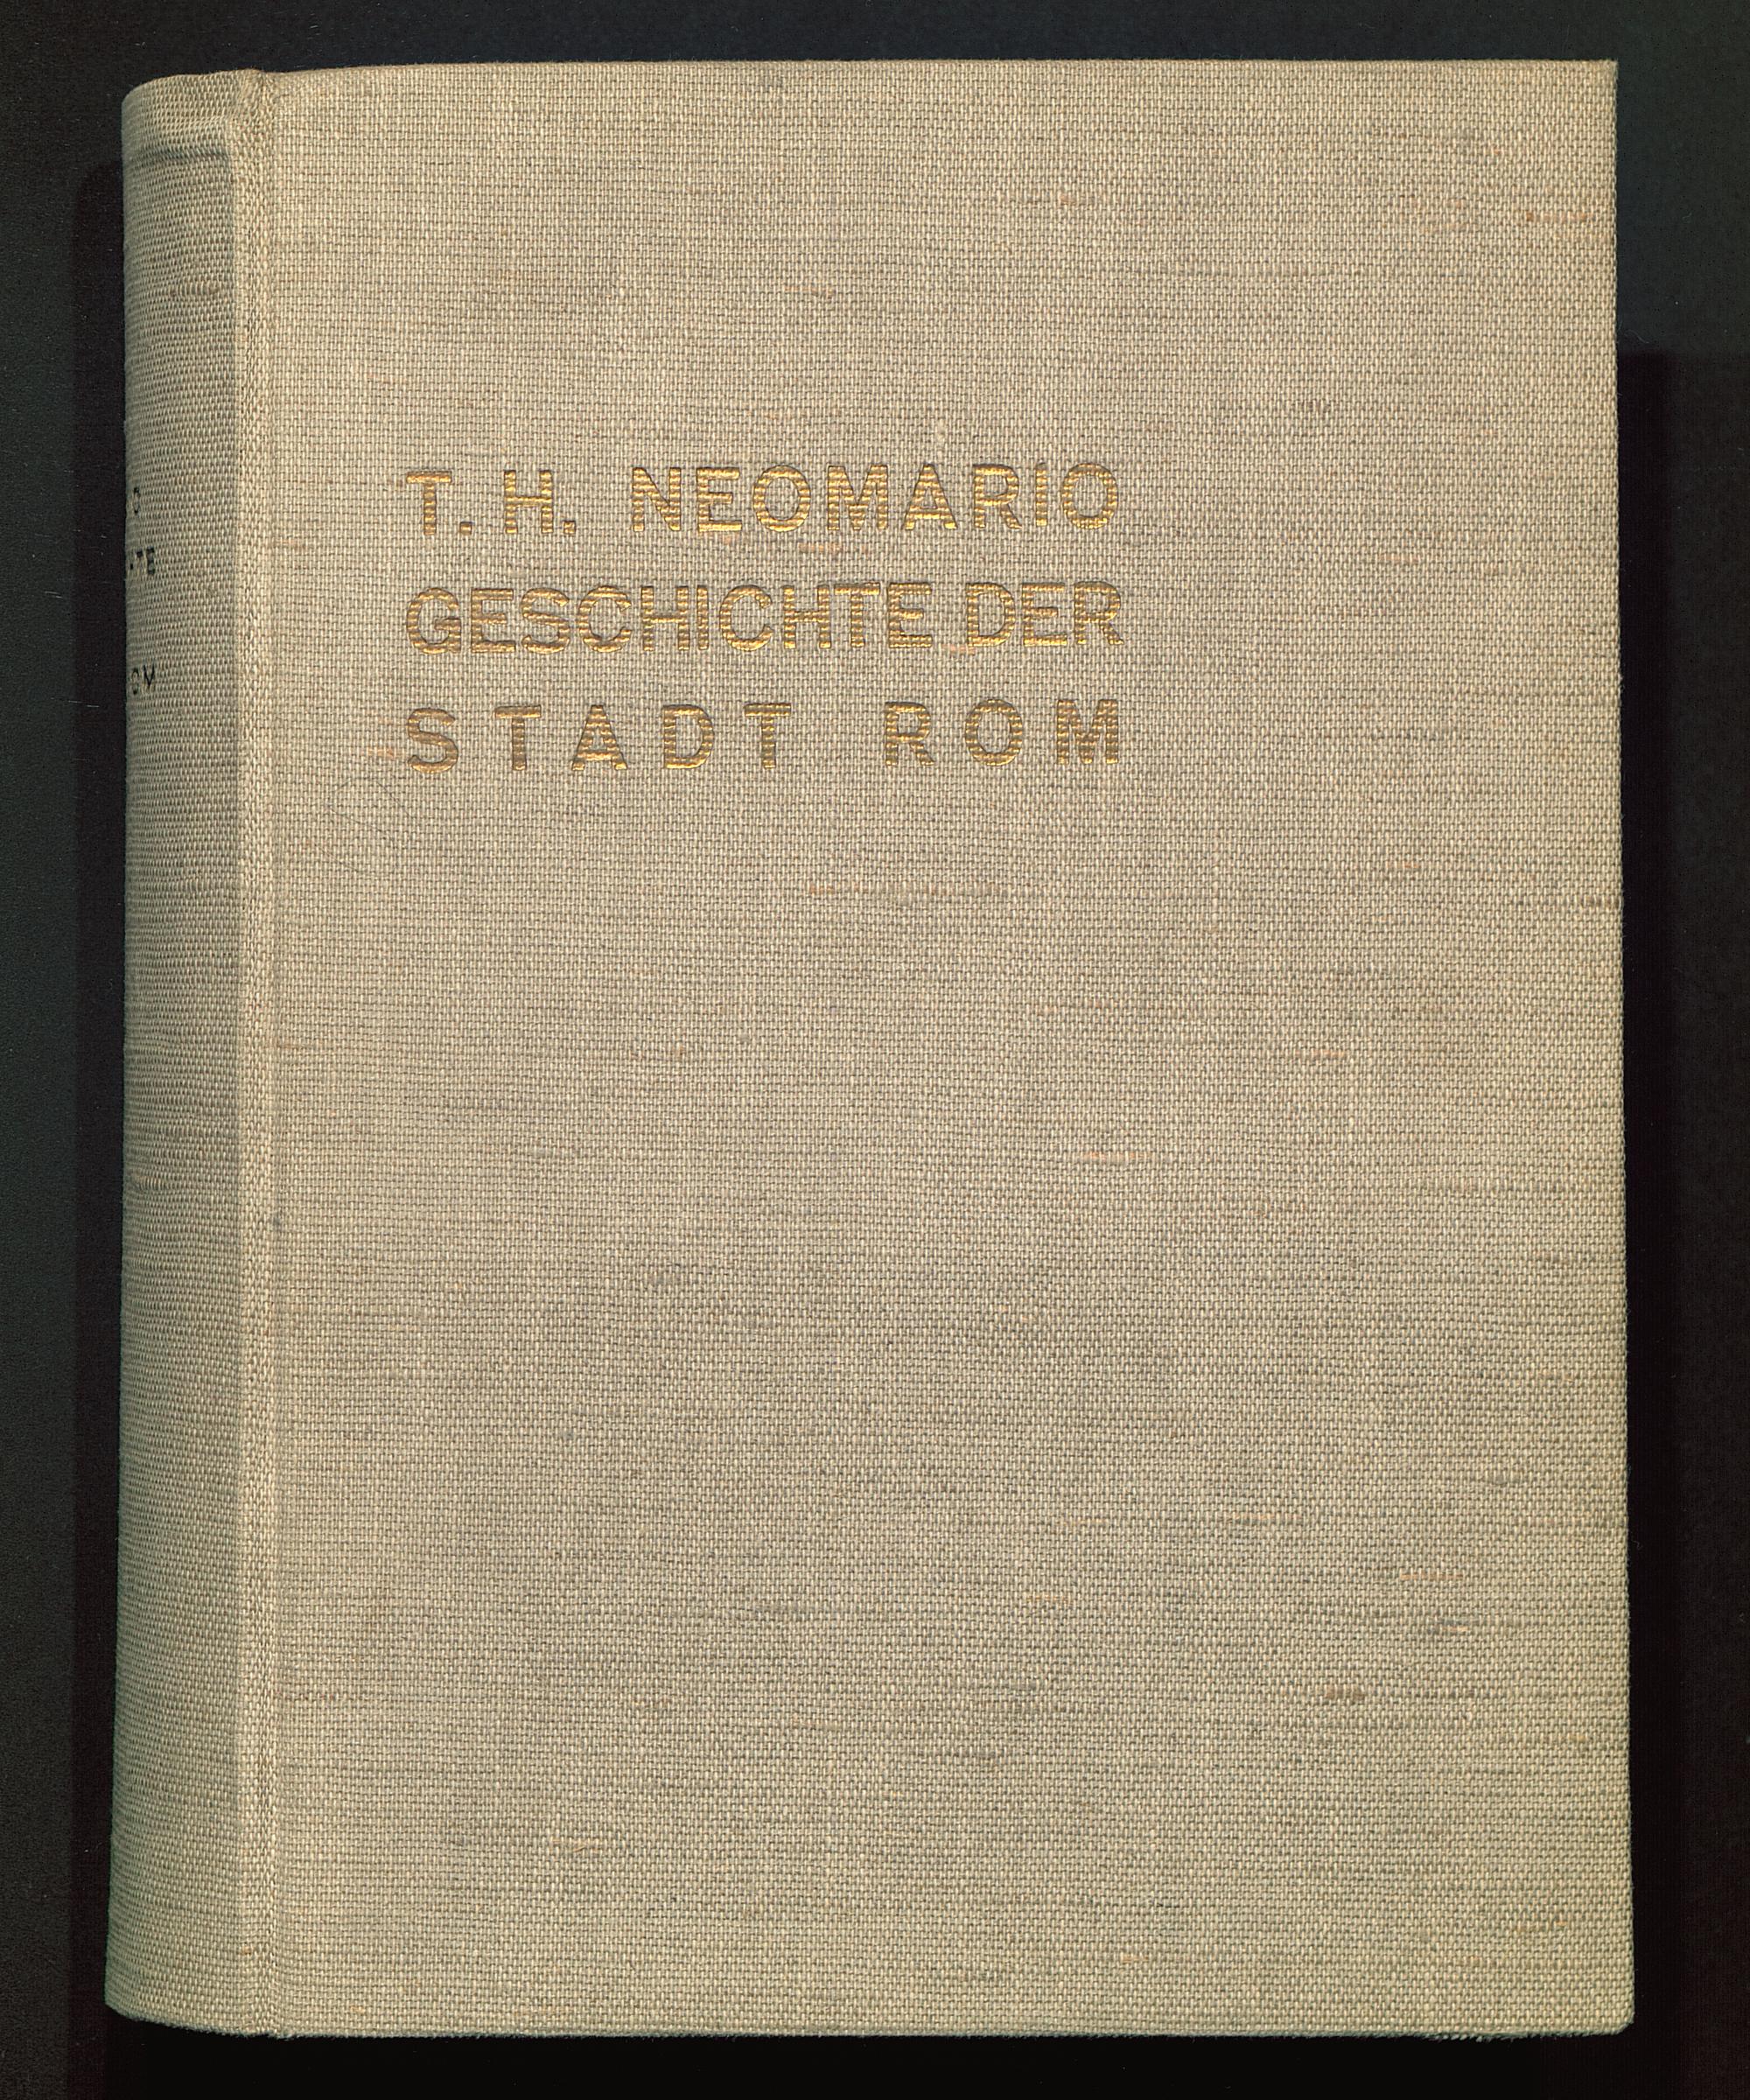 T. H. NEOMARIO
GESCHICHTE DER
STADT ROM